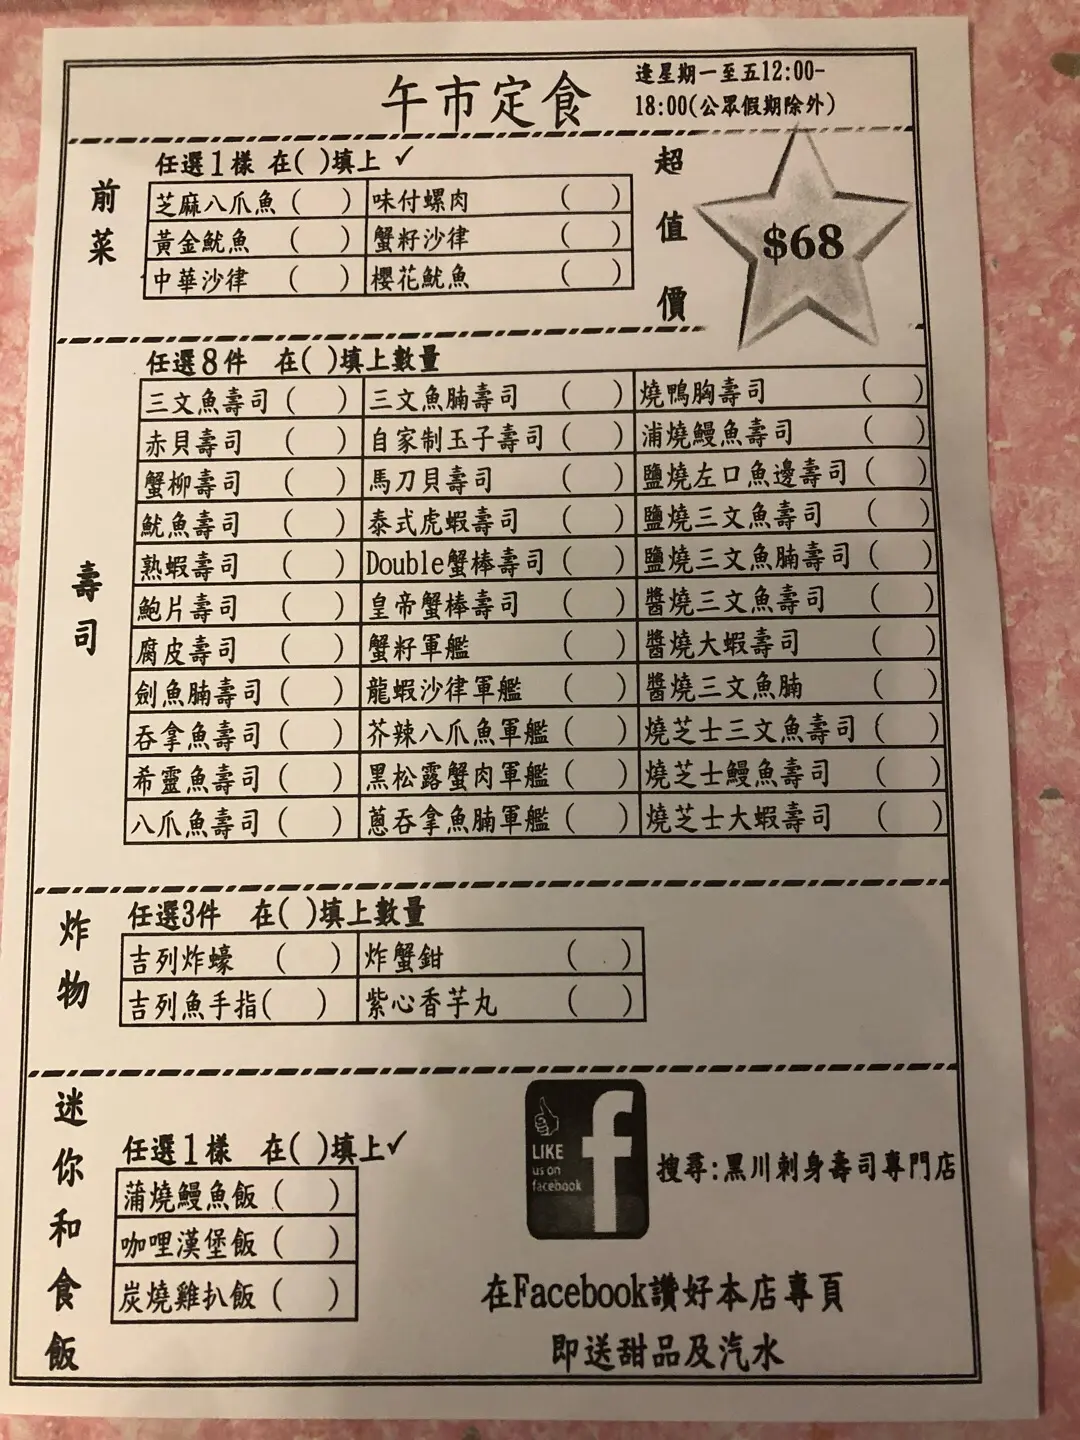 午市定食
逢星期一至五12:00-
18:00(公眾假期除外)
超值價
$68
前菜
任選1樣 在( )填上✓
芝麻八爪魚 ( ) 味付螺肉 ( )
黃金魷魚 ( ) 蟹籽沙律 ( )
中華沙律 ( ) 櫻花魷魚 ( )
壽司
任選8件 在( )填上數量
三文魚壽司 ( ) 三文魚腩壽司 ( ) 燒鴨胸壽司 ( )
赤貝壽司 ( ) 自家制玉子壽司 ( ) 浦燒鰻魚壽司 ( )
蟹柳壽司 ( ) 馬刀貝壽司 ( ) 鹽燒左口魚邊壽司 ( )
魷魚壽司 ( ) 泰式虎蝦壽司 ( ) 鹽燒三文魚壽司 ( )
熟蝦壽司 ( ) Double蟹棒壽司 ( ) 鹽燒三文魚腩壽司 ( )
鮑片壽司 ( ) 皇帝蟹棒壽司 ( ) 醬燒三文魚壽司 ( )
腐皮壽司 ( ) 蟹籽軍艦 ( ) 醬燒大蝦壽司 ( )
劍魚腩壽司 ( ) 龍蝦沙律軍艦 ( ) 醬燒三文魚腩 ( )
吞拿魚壽司 ( ) 芥辣八爪魚軍艦 ( ) 燒芝士三文魚壽司 ( )
希靈魚壽司 ( ) 黑松露蟹肉軍艦 ( ) 燒芝士鰻魚壽司 ( )
八爪魚壽司 ( ) 蔥吞拿魚腩軍艦 ( ) 燒芝士大蝦壽司 ( )
炸物
任選3件 在( )填上數量
吉列炸蠔 ( ) 炸蟹鉗 ( )
吉列魚手指( ) 紫心香芋丸 ( )
迷你和食飯
任選1樣 在( )填上✓
蒲燒鰻魚飯 ( )
咖哩漢堡飯 ( )
炭燒雞扒飯 ( )
LIKE
us on
facebook
f
搜尋:黑川刺身壽司專門店
在Facebook讚好本店專頁
即送甜品及汽水